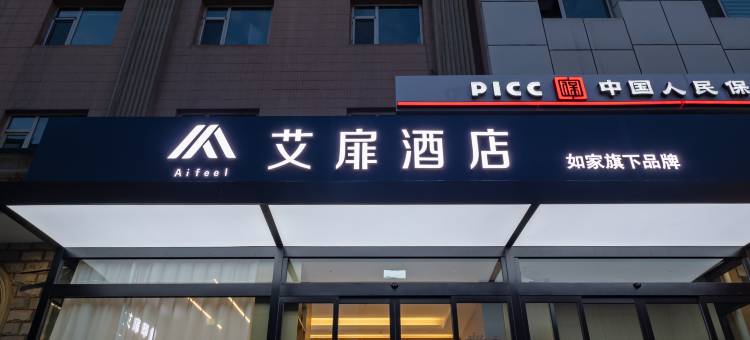 PICC 中国人民保
艾扉酒店
Aifeel
如家旗下品牌